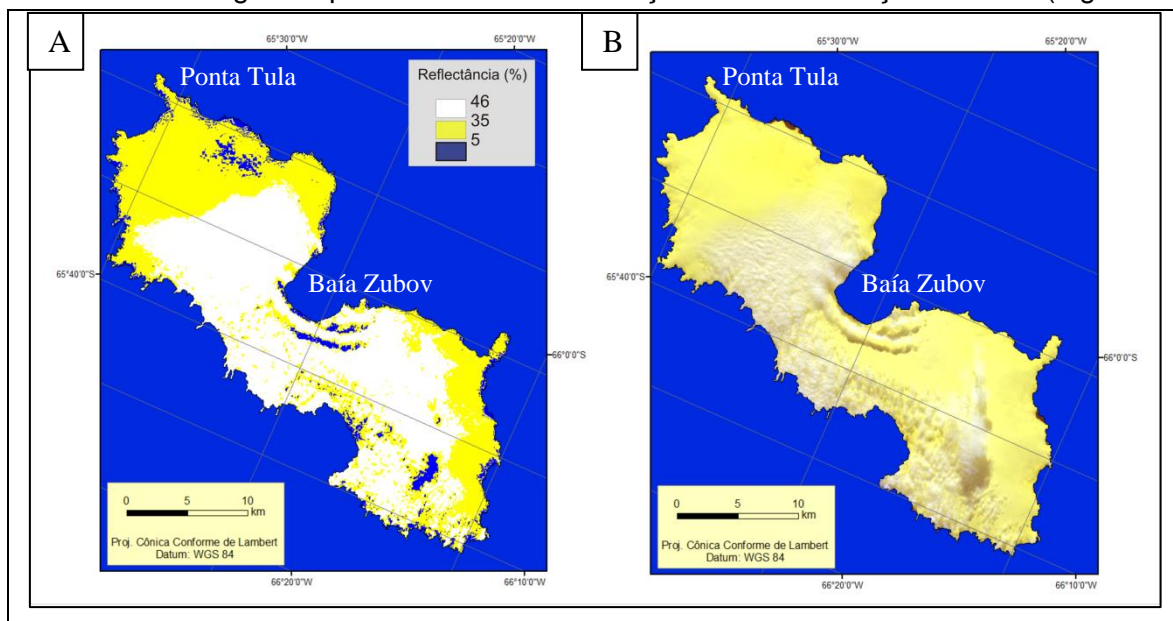 A
65°30'0"W
65°20'0"W
Ponta Tula
Reflectância (%)
46
35
5
65°40'0"S
Baía Zubov
66°0'0"S
0 5 10
km
Proj. Cônica Conforme de Lambert
Datum: WGS 84
66°20'0"W
66°10'0"W
B
65°30'0"W
65°20'0"W
Ponta Tula
65°40'0"S
Baía Zubov
66°0'0"S
0 5 10
km
Proj. Cônica Conforme de Lambert
Datum: WGS 84
66°20'0"W
66°10'0"W